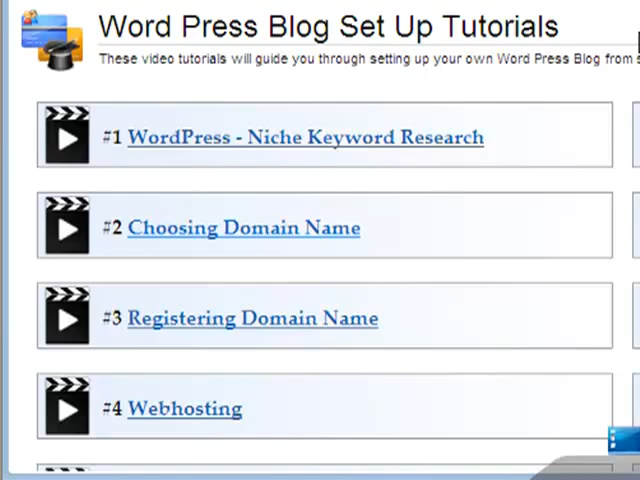 Word Press Blog Set Up Tutorials
These video tutorials will guide you through setting up your own Word Press Blog from
#1 WordPress - Niche Keyword Research
#2 Choosing Domain Name
#3 Registering Domain Name
#4 Webhosting